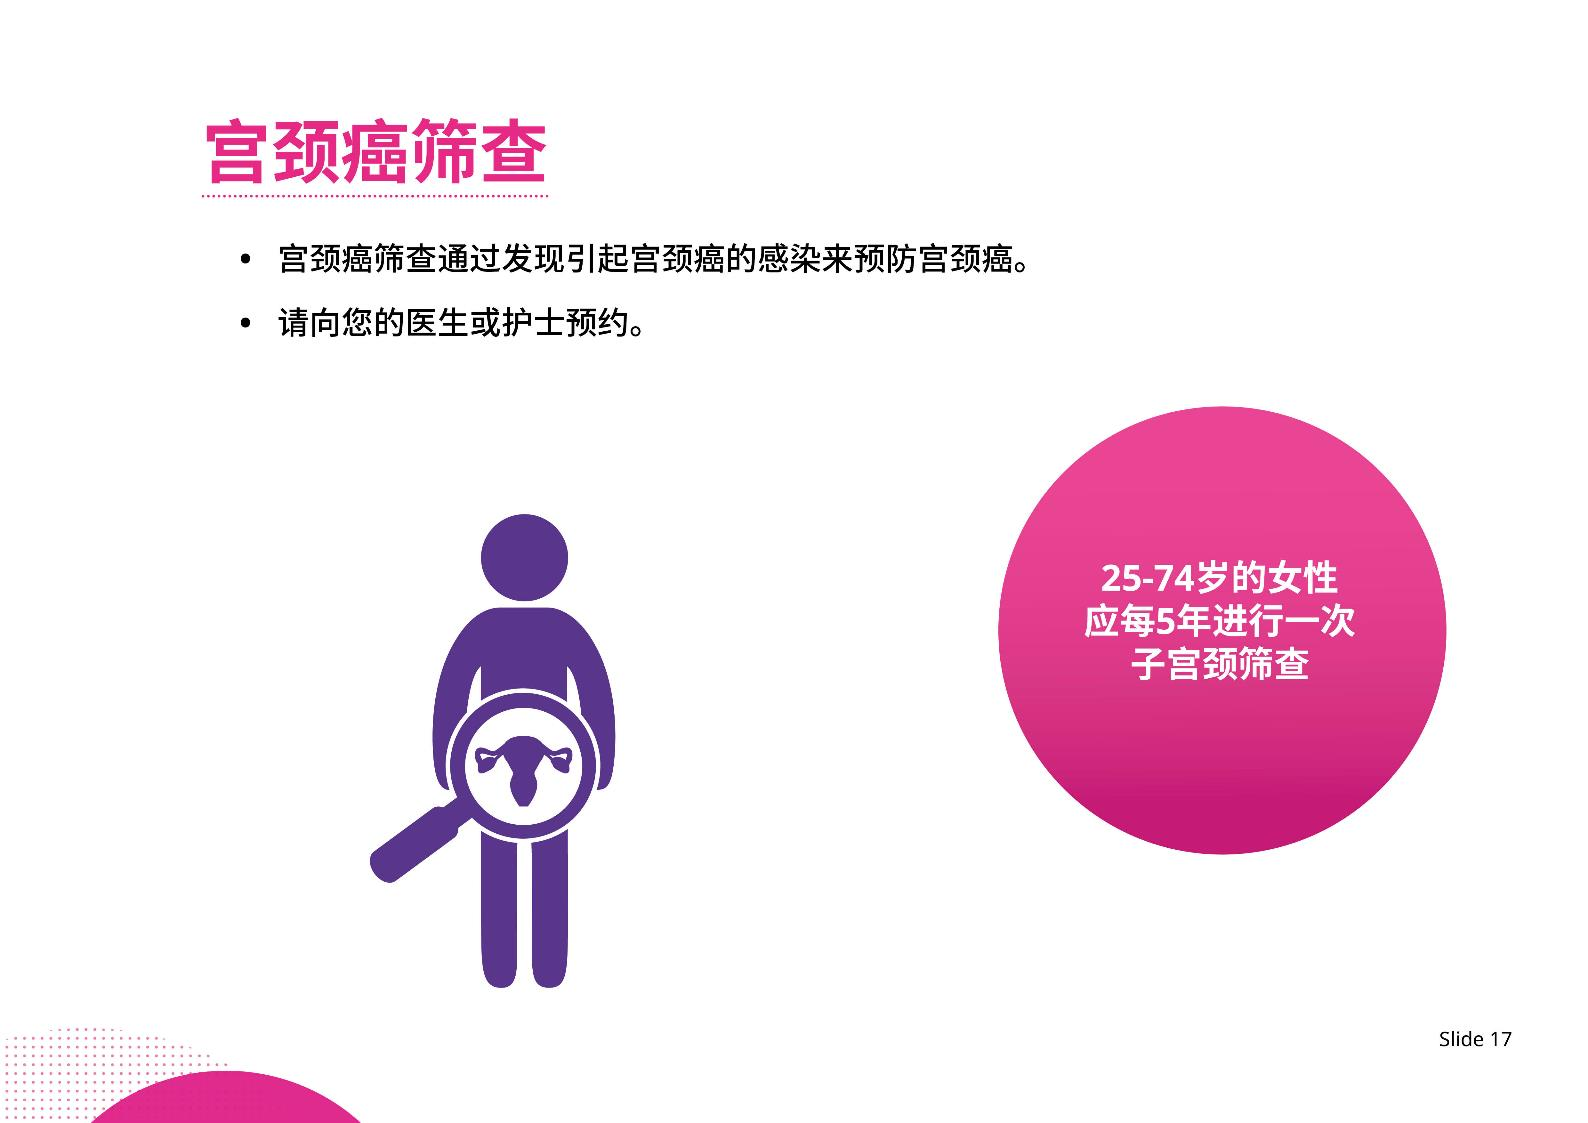 宫颈癌筛查
• 宫颈癌筛查通过发现引起宫颈癌的感染来预防宫颈癌。
• 请向您的医生或护士预约。
25-74岁的女性
应每5年进行一次
子宫颈筛查
Slide 17